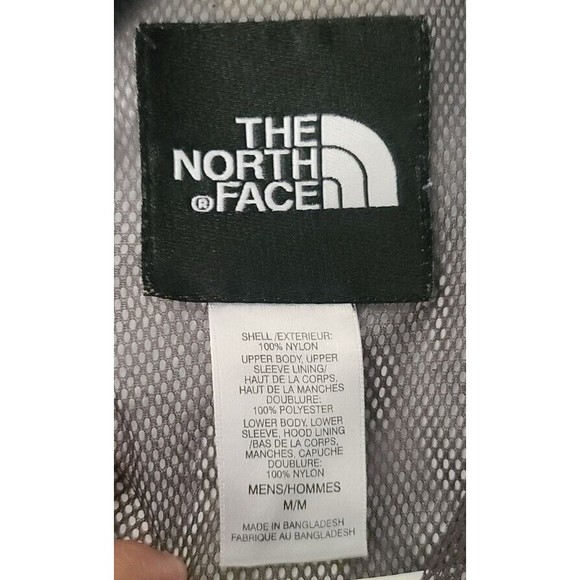 THE
NORTH
®FACE
SHELL /EXTERIEUR:
100% NYLON
UPPER BODY, UPPER
SLEEVE LINING/
HAUT DE LA CORPS,
HAUT DE LA MANCHES
DOUBLURE:
100% POLYESTER
LOWER BODY, LOWER
SLEEVE, HOOD LINING
/BAS DE LA CORPS,
MANCHES, CAPUCHE
DOUBLURE:
100% NYLON
MENS/HOMMES
M/M
MADE IN BANGLADESH
FABRIQUE AU BANGLADESH